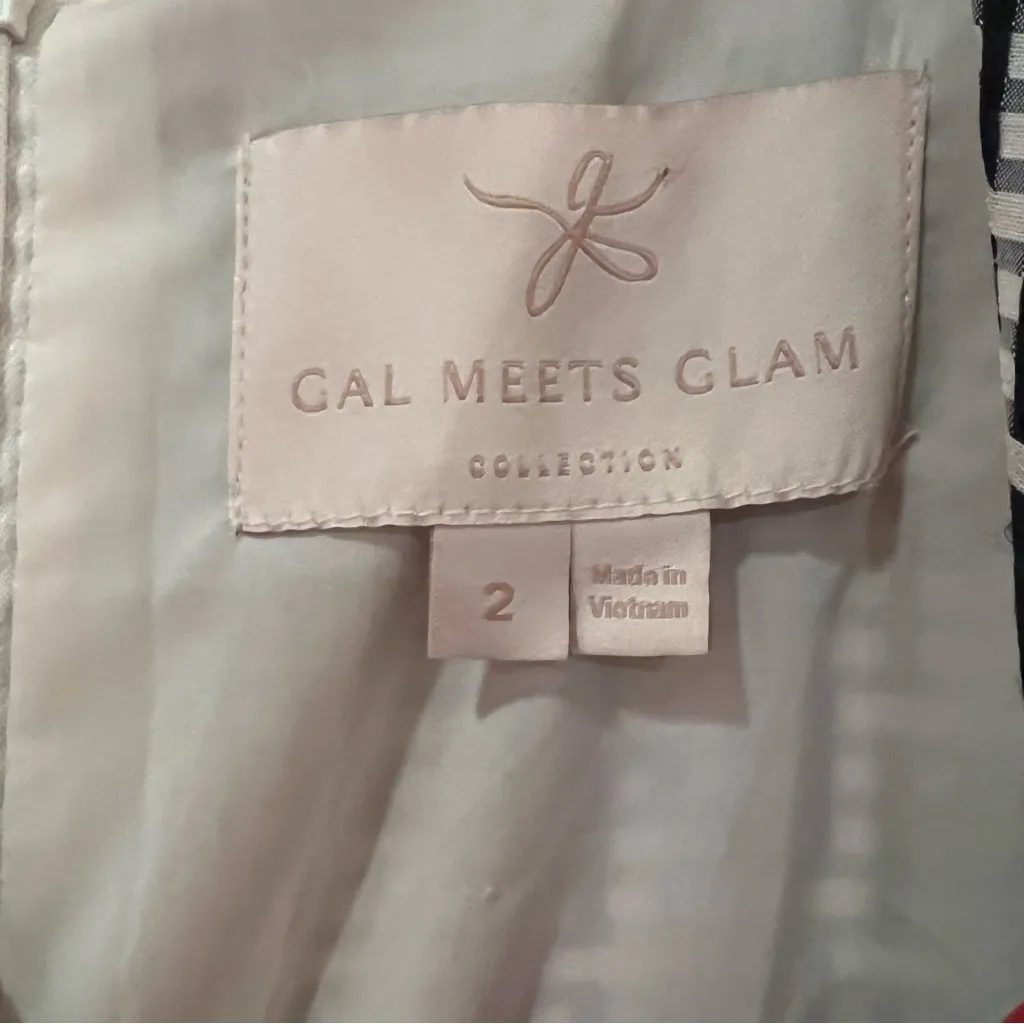 GAL MEETS GLAM
COLLECTION
2
Made in
Vietnam